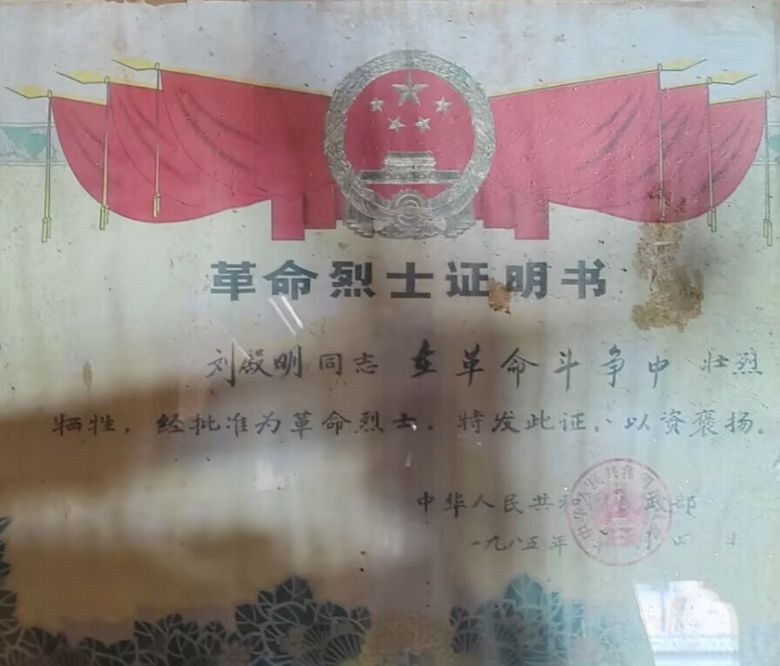 革命烈士证明书
刘殿明同志 在革命斗争中 壮烈
牺牲，经批准为革命烈士。特发此证，以资褒扬。
中华人民共和 政部
一九八五年 四